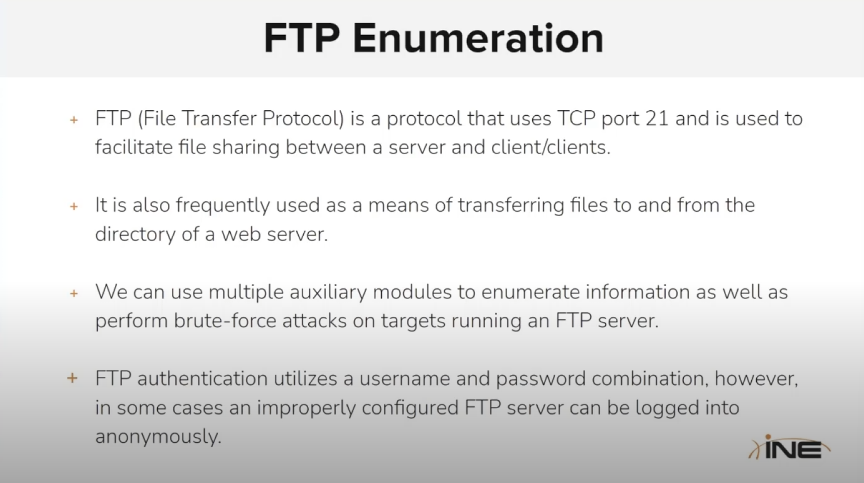 FTP Enumeration
+ FTP (File Transfer Protocol) is a protocol that uses TCP port 21 and is used to
facilitate file sharing between a server and client/clients.
+ It is also frequently used as a means of transferring files to and from the
directory of a web server.
+ We can use multiple auxiliary modules to enumerate information as well as
perform brute-force attacks on targets running an FTP server.
+ FTP authentication utilizes a username and password combination, however,
in some cases an improperly configured FTP server can be logged into
anonymously.
iNE